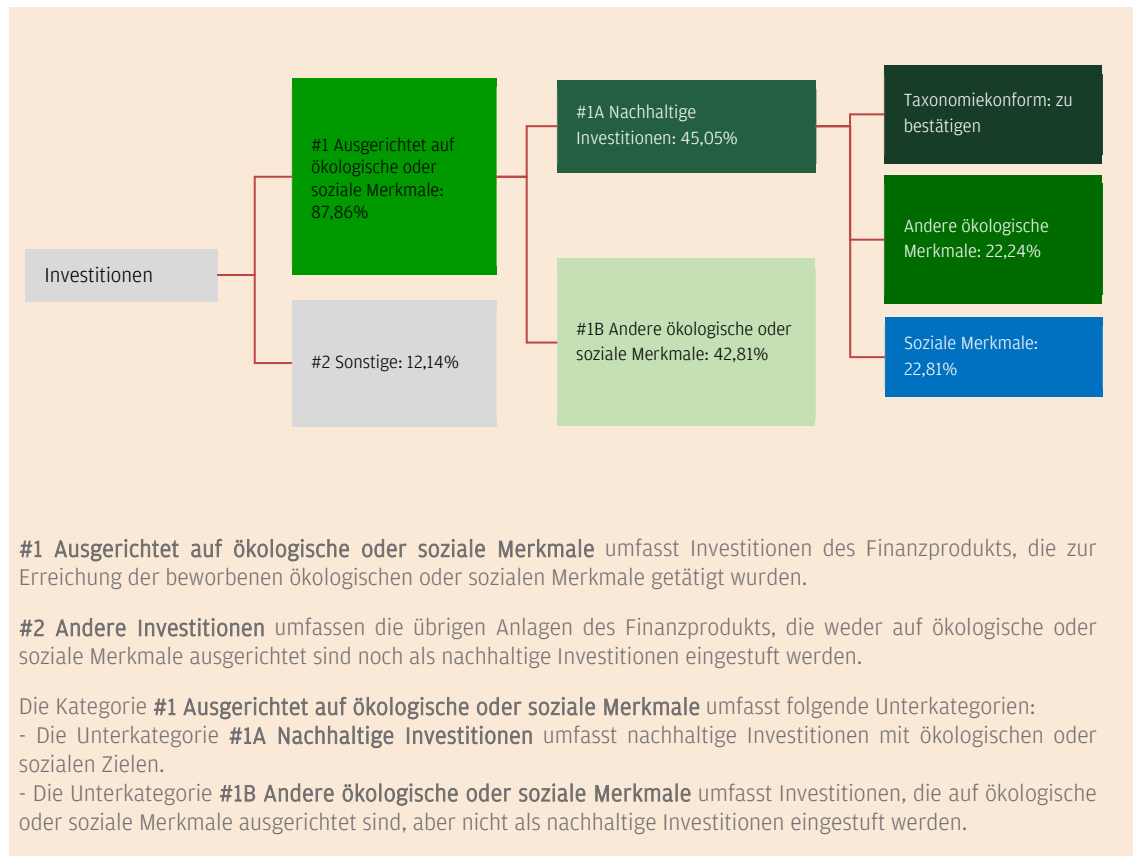 Investitionen
#1 Ausgerichtet auf
ökologische oder
soziale Merkmale:
87,86%
#2 Sonstige: 12,14%
#1A Nachhaltige
Investitionen: 45,05%
#1B Andere ökologische oder
soziale Merkmale: 42,81%
Taxonomiekonform: zu
bestätigen
Andere ökologische
Merkmale: 22,24%
Soziale Merkmale:
22,81%
#1 Ausgerichtet auf ökologische oder soziale Merkmale umfasst Investitionen des Finanzprodukts, die zur
Erreichung der beworbenen ökologischen oder sozialen Merkmale getätigt wurden.
#2 Andere Investitionen umfassen die übrigen Anlagen des Finanzprodukts, die weder auf ökologische oder
soziale Merkmale ausgerichtet sind noch als nachhaltige Investitionen eingestuft werden.
Die Kategorie #1 Ausgerichtet auf ökologische oder soziale Merkmale umfasst folgende Unterkategorien:
- Die Unterkategorie #1A Nachhaltige Investitionen umfasst nachhaltige Investitionen mit ökologischen oder
sozialen Zielen.
- Die Unterkategorie #1B Andere ökologische oder soziale Merkmale umfasst Investitionen, die auf ökologische
oder soziale Merkmale ausgerichtet sind, aber nicht als nachhaltige Investitionen eingestuft werden.